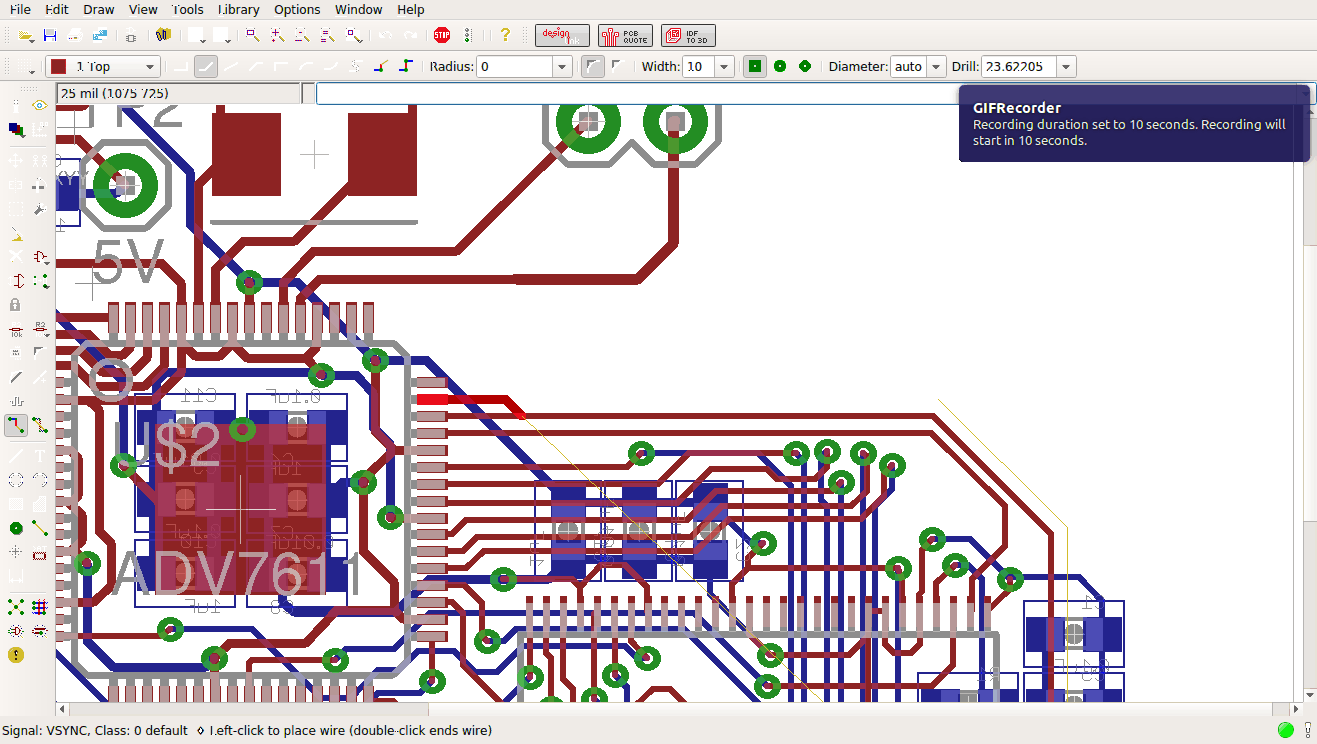 File Edit Draw View Tools Library Options Window Help
design link
PCB QUOTE
IDF TO 3D
1 Top
Radius: 0
Width: 10
Diameter: auto
Drill: 23.62205
25 mil (1075 725)
GIFRecorder
Recording duration set to 10 seconds. Recording will
start in 10 seconds.
5V
C11
0.1uF
U$2
ADV7611
1uF
Signal: VSYNC, Class: 0 default ◊ Left-click to place wire (double-click ends wire)